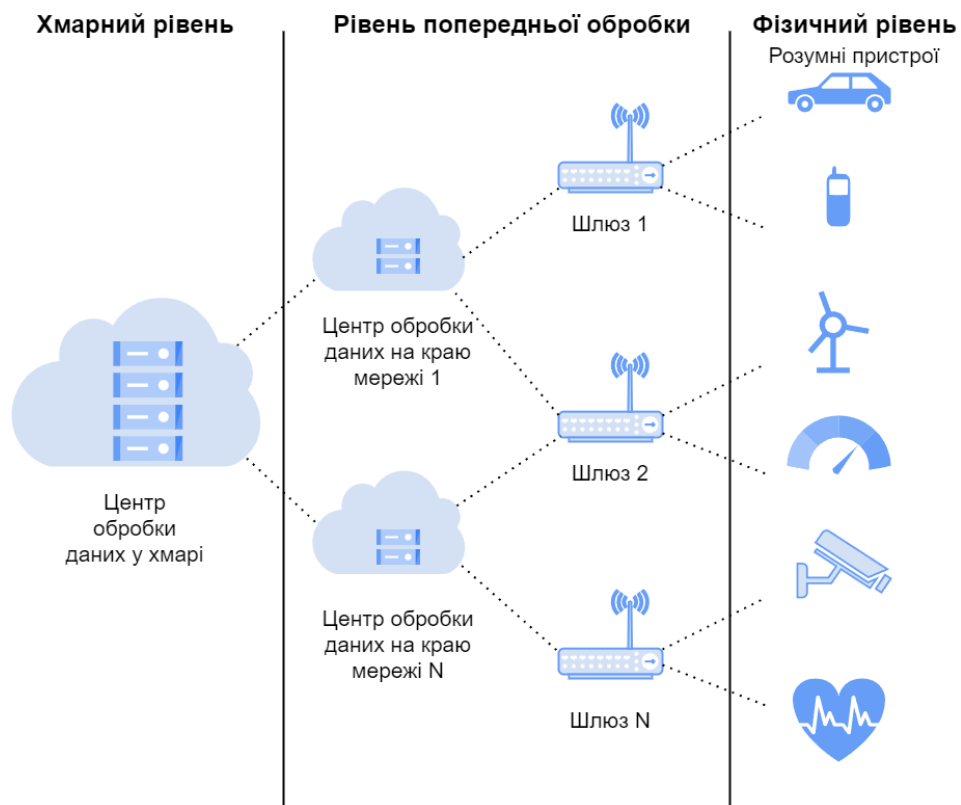 Хмарний рівень
Рівень попередньої обробки
Фізичний рівень
Розумні пристрої
Шлюз 1
Центр обробки
даних на краю
мережі 1
Шлюз 2
Центр
обробки
даних у хмарі
Центр обробки
даних на краю
мережі N
Шлюз N